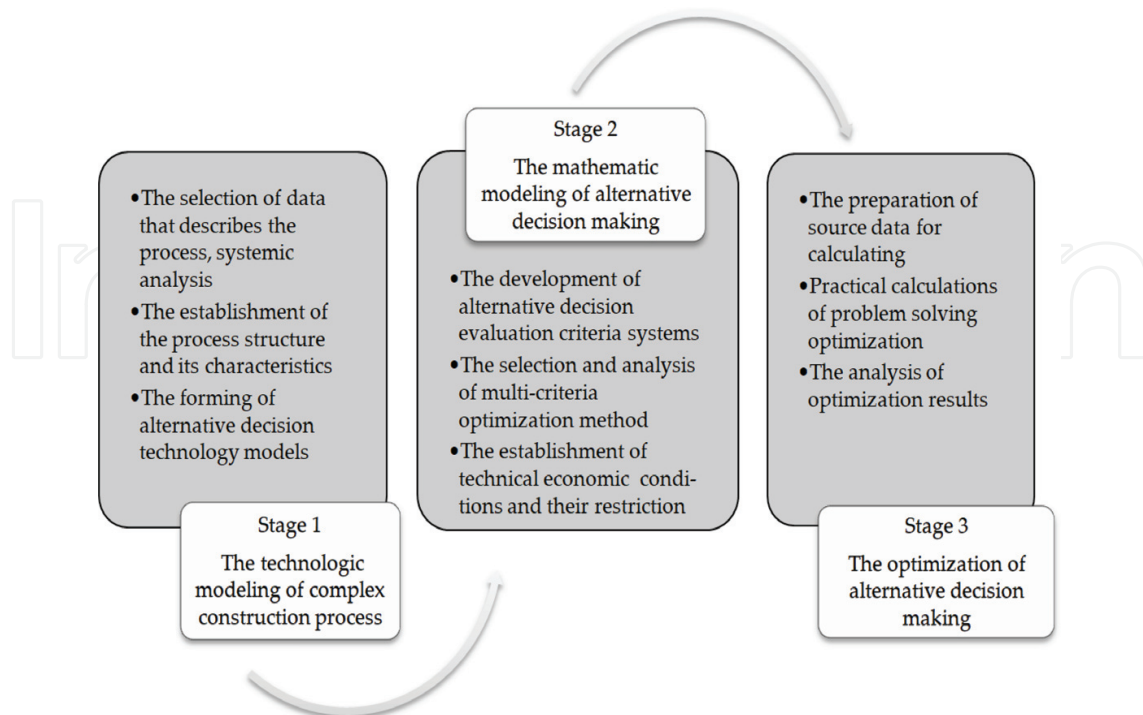 •The selection of data
that describes the
process, systemic
analysis
•The establishment of
the process structure
and its characteristics
•The forming of
alternative decision
technology models
Stage 1
The technologic
modeling of complex
construction process
Stage 2
The mathematic
modeling of alternative
decision making
•The development of
alternative decision
evaluation criteria systems
•The selection and analysis
of multi-criteria
optimization method
•The establishment of
technical economic condi-
tions and their restriction
•The preparation of
source data for
calculating
•Practical calculations
of problem solving
optimization
•The analysis of
optimization results
Stage 3
The optimization of
alternative decision
making